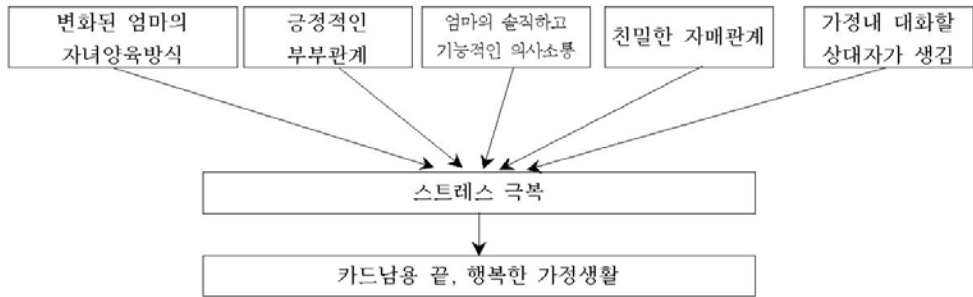 변화된 엄마의
자녀양육방식
긍정적인
부부관계
엄마의 솔직하고
기능적인 의사소통
친밀한 자매관계
가정내 대화할
상대자가 생김
스트레스 극복
카드남용 끝, 행복한 가정생활